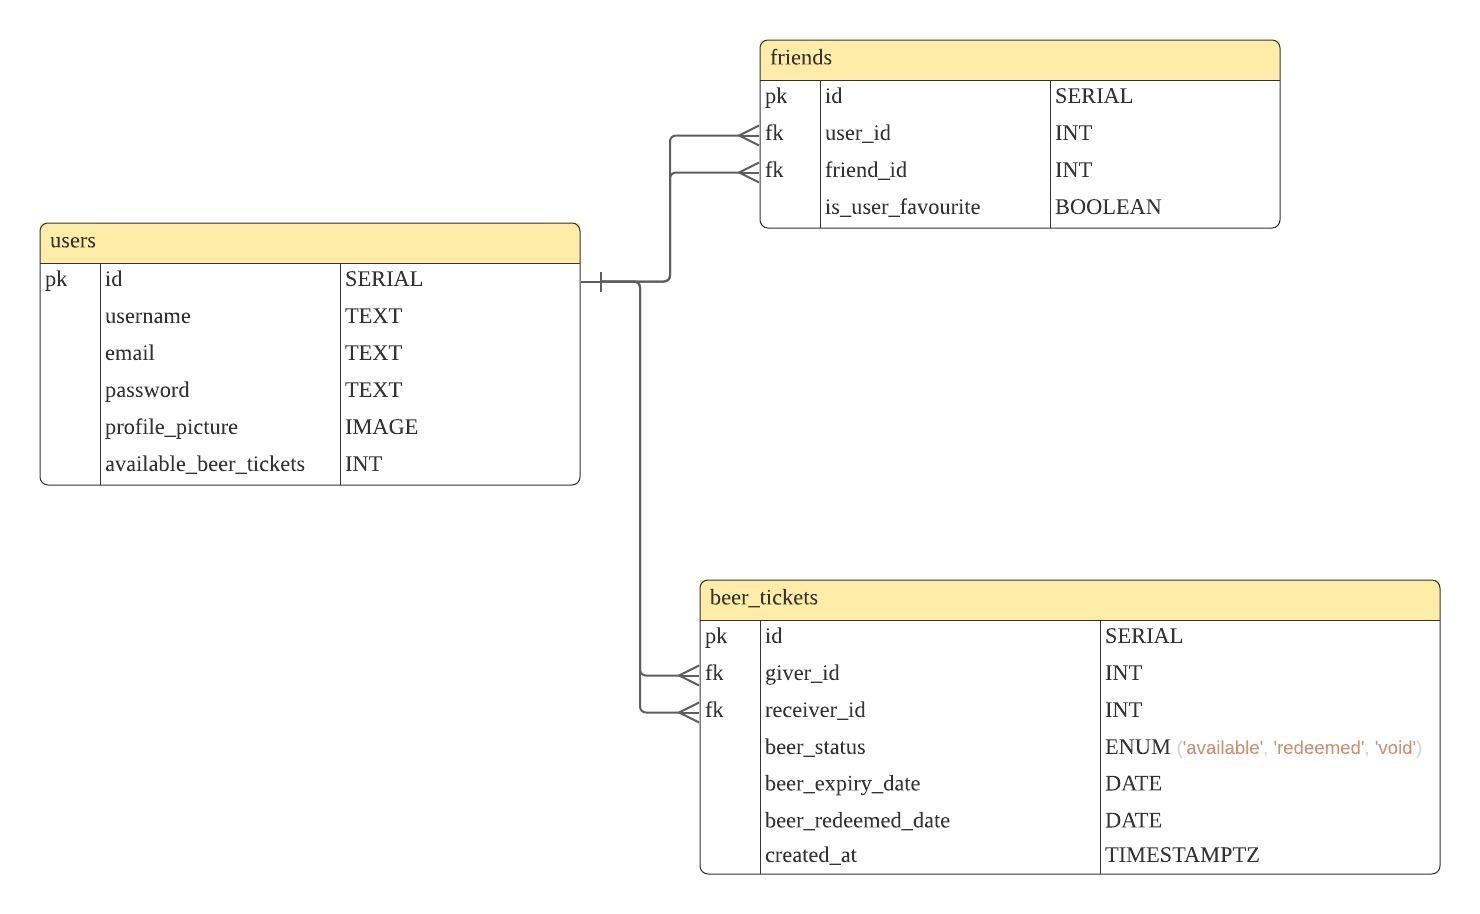 friends
pk id SERIAL
fk user_id INT
fk friend_id INT
is_user_favourite BOOLEAN
users
pk id SERIAL
username TEXT
email TEXT
password TEXT
profile_picture IMAGE
available_beer_tickets INT
beer_tickets
pk id SERIAL
fk giver_id INT
fk receiver_id INT
beer_status ENUM ('available', 'redeemed', 'void')
beer_expiry_date DATE
beer_redeemed_date DATE
created_at TIMESTAMPTZ